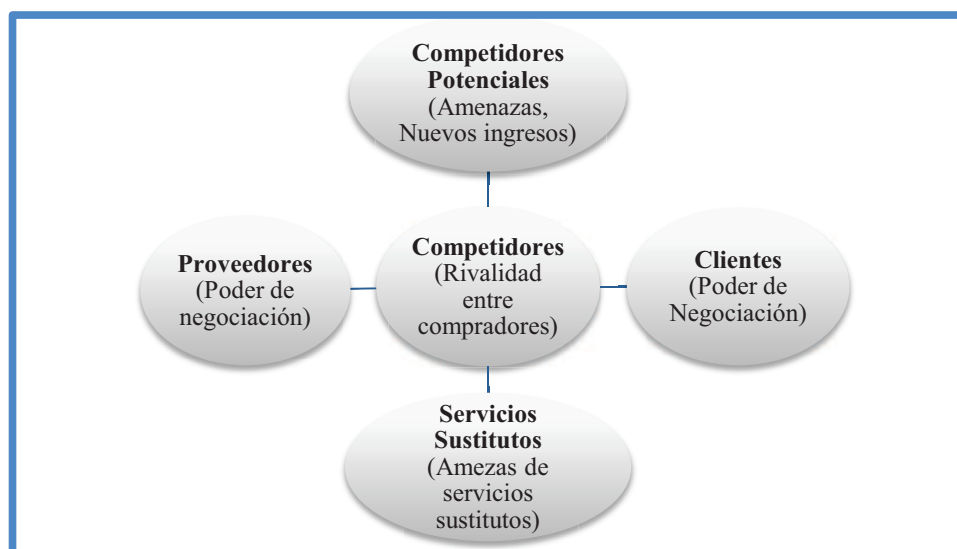 Competidores
Potenciales
(Amenazas,
Nuevos ingresos)
Proveedores
(Poder de
negociación)
Competidores
(Rivalidad
entre
compradores)
Clientes
(Poder de
Negociación)
Servicios
Sustitutos
(Amezas de
servicios
sustitutos)